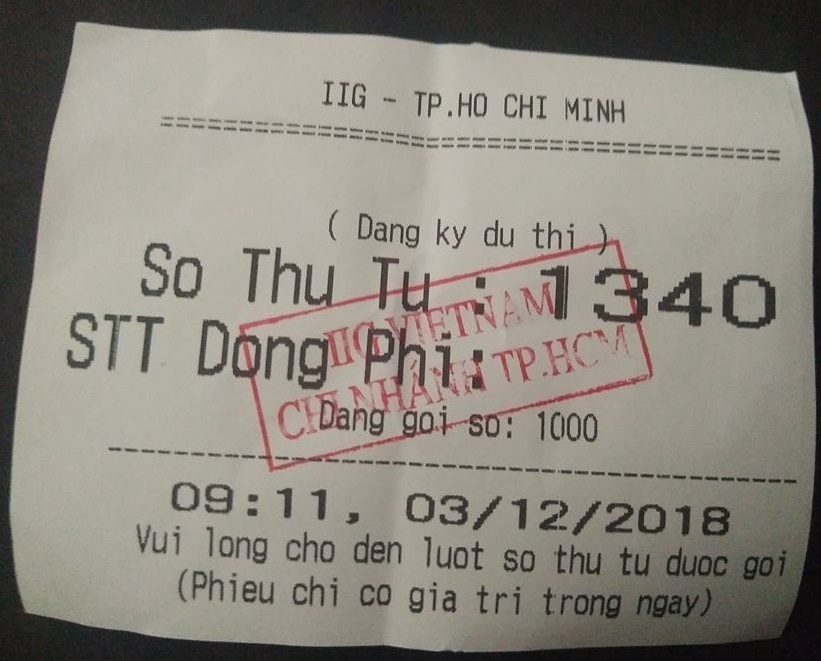 IIG - TP.HO CHI MINH
================================================
( Dang ky du thi )
So Thu Tu : 1340
STT Dong Phi:
IIG VIETNAM
CHI NHÁNH TP.HCM
Dang goi so: 1000
------------------------------------------------
09:11, 03/12/2018
Vui long cho den luot so thu tu duoc goi
(Phieu chi co gia tri trong ngay)